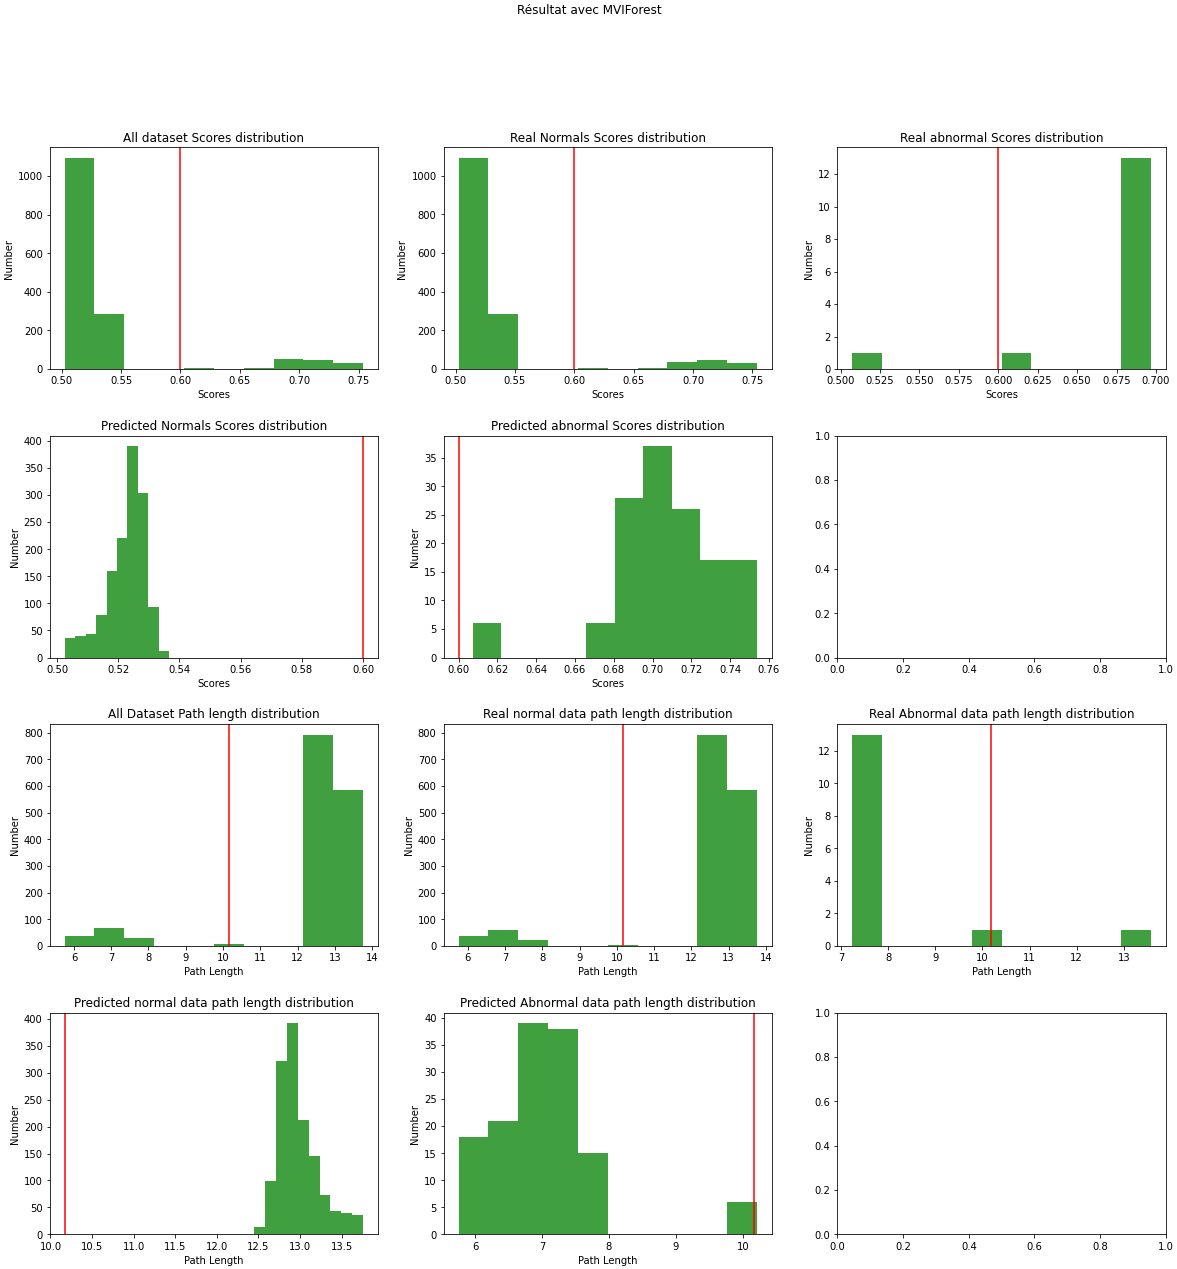 Résultat avec MVIForest
All dataset Scores distribution
Number
1000
800
600
400
200
0
0.50 0.55 0.60 0.65 0.70 0.75
Scores
Real Normals Scores distribution
Number
1000
800
600
400
200
0
0.50 0.55 0.60 0.65 0.70 0.75
Scores
Real abnormal Scores distribution
Number
12
10
8
6
4
2
0
0.500 0.525 0.550 0.575 0.600 0.625 0.650 0.675 0.700
Scores
Predicted Normals Scores distribution
Number
400
350
300
250
200
150
100
50
0
0.50 0.52 0.54 0.56 0.58 0.60
Scores
Predicted abnormal Scores distribution
Number
35
30
25
20
15
10
5
0
0.60 0.62 0.64 0.66 0.68 0.70 0.72 0.74 0.76
Scores
1.0
0.8
0.6
0.4
0.2
0.0
0.0 0.2 0.4 0.6 0.8 1.0
All Dataset Path length distribution
Number
800
700
600
500
400
300
200
100
0
6 7 8 9 10 11 12 13 14
Path Length
Real normal data path length distribution
Number
800
700
600
500
400
300
200
100
0
6 7 8 9 10 11 12 13 14
Path Length
Real Abnormal data path length distribution
Number
12
10
8
6
4
2
0
7 8 9 10 11 12 13
Path Length
Predicted normal data path length distribution
Number
400
350
300
250
200
150
100
50
0
10.0 10.5 11.0 11.5 12.0 12.5 13.0 13.5
Path Length
Predicted Abnormal data path length distribution
Number
40
35
30
25
20
15
10
5
0
6 7 8 9 10
Path Length
1.0
0.8
0.6
0.4
0.2
0.0
0.0 0.2 0.4 0.6 0.8 1.0